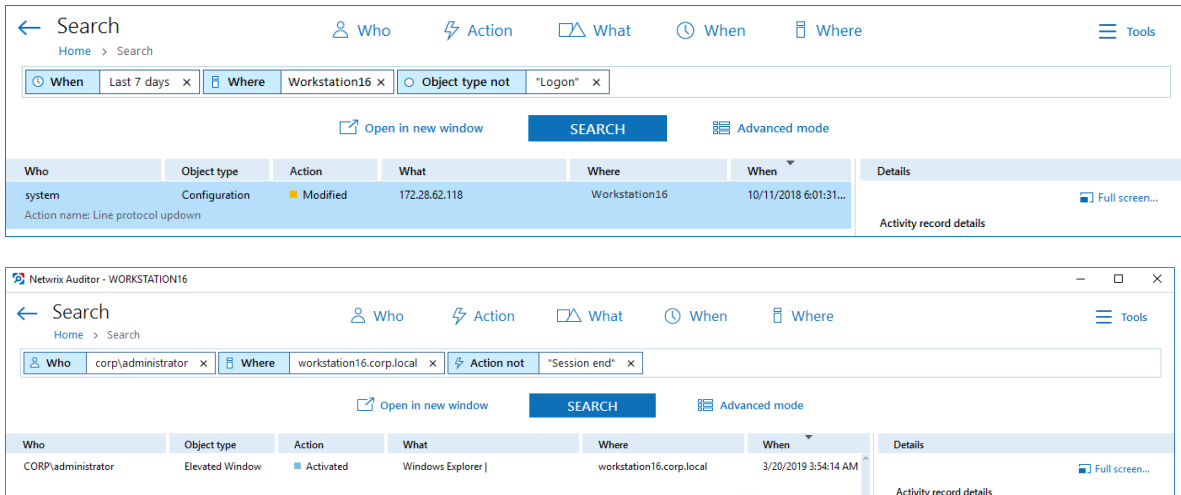 Search
Who Action What When Where Tools
Home > Search
When Last 7 days × Where Workstation16 × Object type not "Logon" ×
Open in new window SEARCH Advanced mode
Who Object type Action What Where When Details
system Configuration Modified 172.28.62.118 Workstation16 10/11/2018 6:01:31...
Full screen...
Action name: Line protocol updown
Activity record details
Netwrix Auditor - WORKSTATION16
Search
Who Action What When Where Tools
Home > Search
Who corp\administrator × Where workstation16.corp.local × Action not "Session end" ×
Open in new window SEARCH Advanced mode
Who Object type Action What Where When Details
CORP\administrator Elevated Window Activated Windows Explorer | workstation16.corp.local 3/20/2019 3:54:14 AM
Full screen...
Activity record details